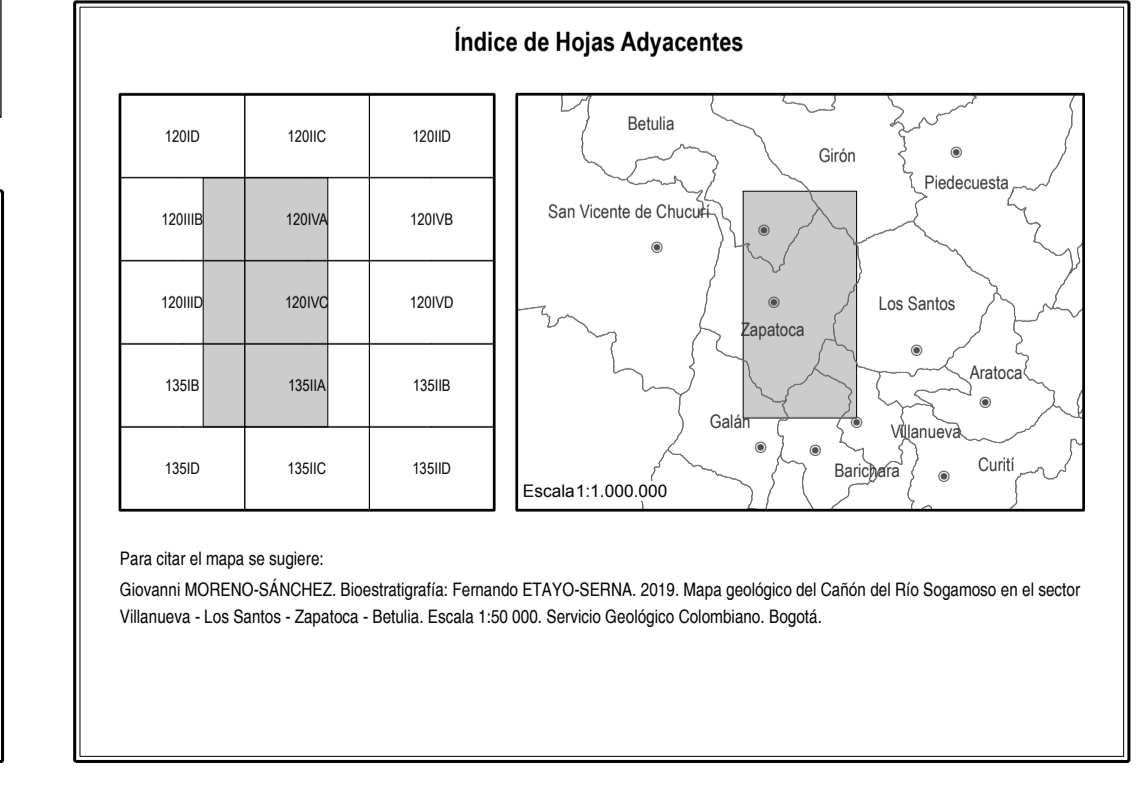 Índice de Hojas Adyacentes
120ID 120IIC 120IID
120IIIB 120IVA 120IVB
120IIID 120IVC 120IVD
135IB 135IIA 135IIB
135ID 135IIC 135IID
Betulia
Girón
Piedecuesta
San Vicente de Chucurí
Los Santos
Zapatoca
Aratoca
Galán
Villanueva
Barichara
Curití
Escala1:1.000.000
Para citar el mapa se sugiere:
Giovanni MORENO-SÁNCHEZ. Bioestratigrafía: Fernando ETAYO-SERNA. 2019. Mapa geológico del Cañón del Río Sogamoso en el sector
Villanueva - Los Santos - Zapatoca - Betulia. Escala 1:50 000. Servicio Geológico Colombiano. Bogotá.